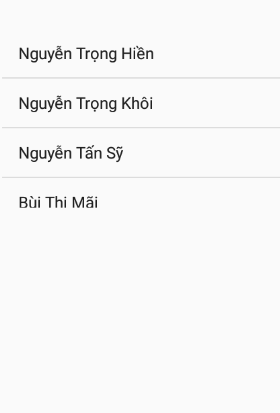 Nguyễn Trọng Hiền
Nguyễn Trọng Khôi
Nguyễn Tấn Sỹ
Bùi Thi Mãi